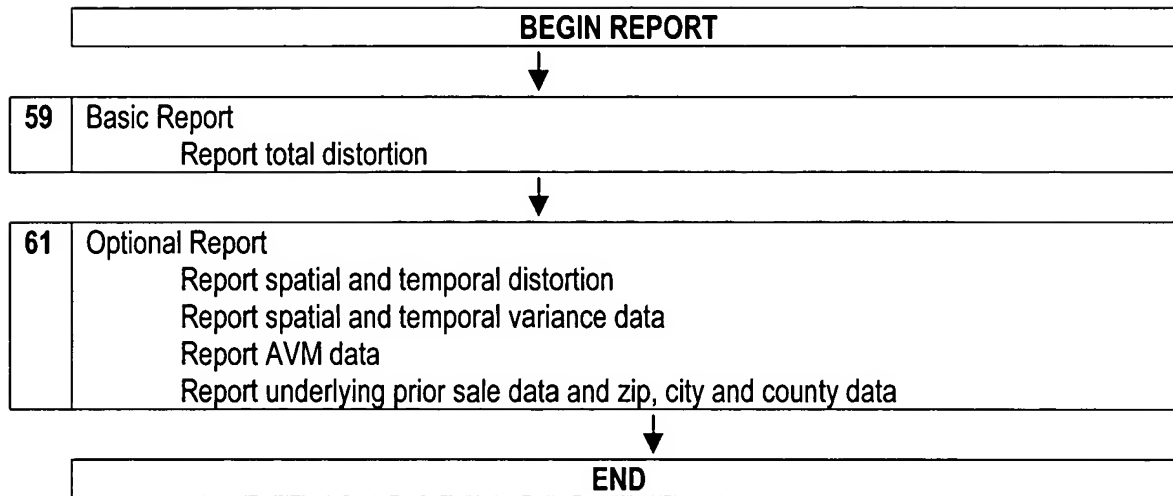 BEGIN REPORT
59 Basic Report
Report total distortion
61 Optional Report
Report spatial and temporal distortion
Report spatial and temporal variance data
Report AVM data
Report underlying prior sale data and zip, city and county data
END